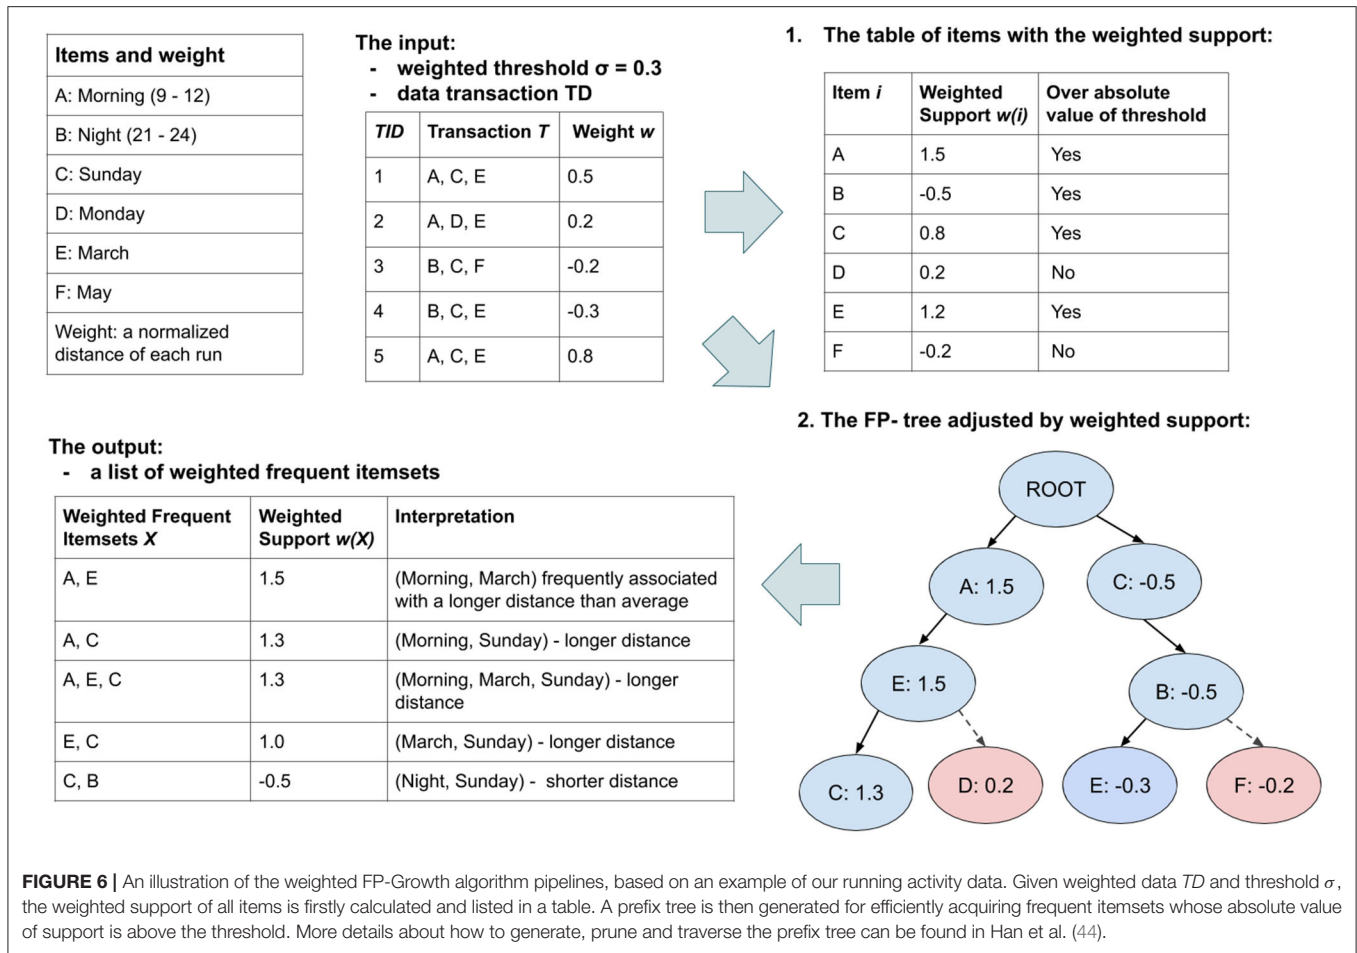 Items and weight
A: Morning (9 - 12)
B: Night (21 - 24)
C: Sunday
D: Monday
E: March
F: May
Weight: a normalized
distance of each run
The input:
- weighted threshold σ = 0.3
- data transaction TD
TID Transaction T Weight w
1 A, C, E 0.5
2 A, D, E 0.2
3 B, C, F -0.2
4 B, C, E -0.3
5 A, C, E 0.8
1. The table of items with the weighted support:
Item i Weighted Over absolute
Support w(i) value of threshold
A 1.5 Yes
B -0.5 Yes
C 0.8 Yes
D 0.2 No
E 1.2 Yes
F -0.2 No
2. The FP- tree adjusted by weighted support:
ROOT
A: 1.5 C: -0.5
E: 1.5 B: -0.5
C: 1.3 D: 0.2 E: -0.3 F: -0.2
The output:
- a list of weighted frequent itemsets
Weighted Frequent Weighted Interpretation
Itemsets X Support w(X)
A, E 1.5 (Morning, March) frequently associated
with a longer distance than average
A, C 1.3 (Morning, Sunday) - longer distance
A, E, C 1.3 (Morning, March, Sunday) - longer
distance
E, C 1.0 (March, Sunday) - longer distance
C, B -0.5 (Night, Sunday) - shorter distance
FIGURE 6 | An illustration of the weighted FP-Growth algorithm pipelines, based on an example of our running activity data. Given weighted data TD and threshold σ,
the weighted support of all items is firstly calculated and listed in a table. A prefix tree is then generated for efficiently acquiring frequent itemsets whose absolute value
of support is above the threshold. More details about how to generate, prune and traverse the prefix tree can be found in Han et al. (44).